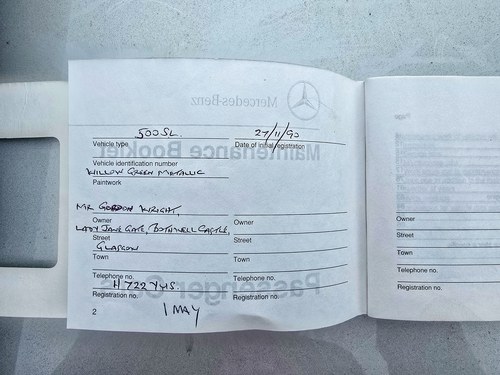 Mercedes-Benz
Maintenance Booklet
500SL
27/11/90
Vehicle type
Date of initial registration
Vehicle identification number
WILLOW GREEN METALLIC
Paintwork
MR GORDON WRIGHT,
Owner
LADY JANE GATE, BOTHWELL CASTLE,
Street
GLASGOW
Town
Telephone no.
H722 YHS.
Registration no.
2
1 MAY
Owner
Street
Town
Telephone no.
Registration no.
Passenger Cars
Owner
Street
Town
Telephone no.
Registration no.